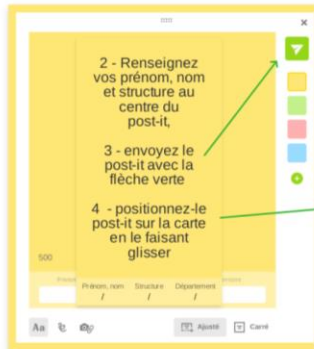 2 - Renseignez
vos prénom, nom
et structure au
centre du
post-it,
3 - envoyez le
post-it avec la
flèche verte
4 - positionnez-le
post-it sur la carte
en le faisant
glisser
500
Prénom, nom Structure Département
/ / /
Aa Ajusté Carré